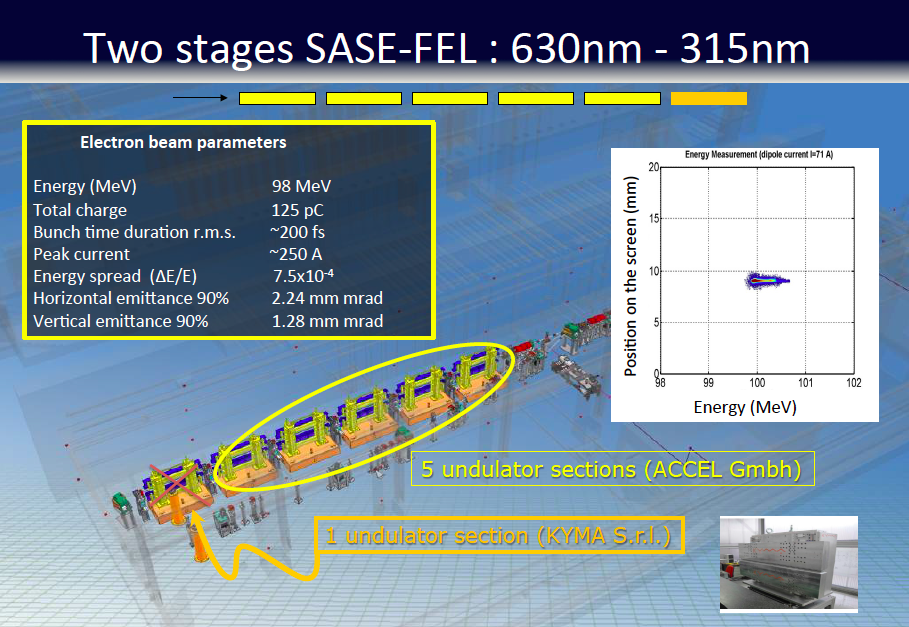 Two stages SASE-FEL : 630nm - 315nm
Electron beam parameters
Energy (MeV) 98 MeV
Total charge 125 pC
Bunch time duration r.m.s. ~200 fs
Peak current ~250 A
Energy spread (ΔE/E) 7.5x10⁻⁴
Horizontal emittance 90% 2.24 mm mrad
Vertical emittance 90% 1.28 mm mrad
Energy Measurement (dipole current I=71 A)
Position on the screen (mm)
20
15
10
5
0
98 99 100 101 102
Energy (MeV)
5 undulator sections (ACCEL Gmbh)
1 undulator section (KYMA S.r.l.)